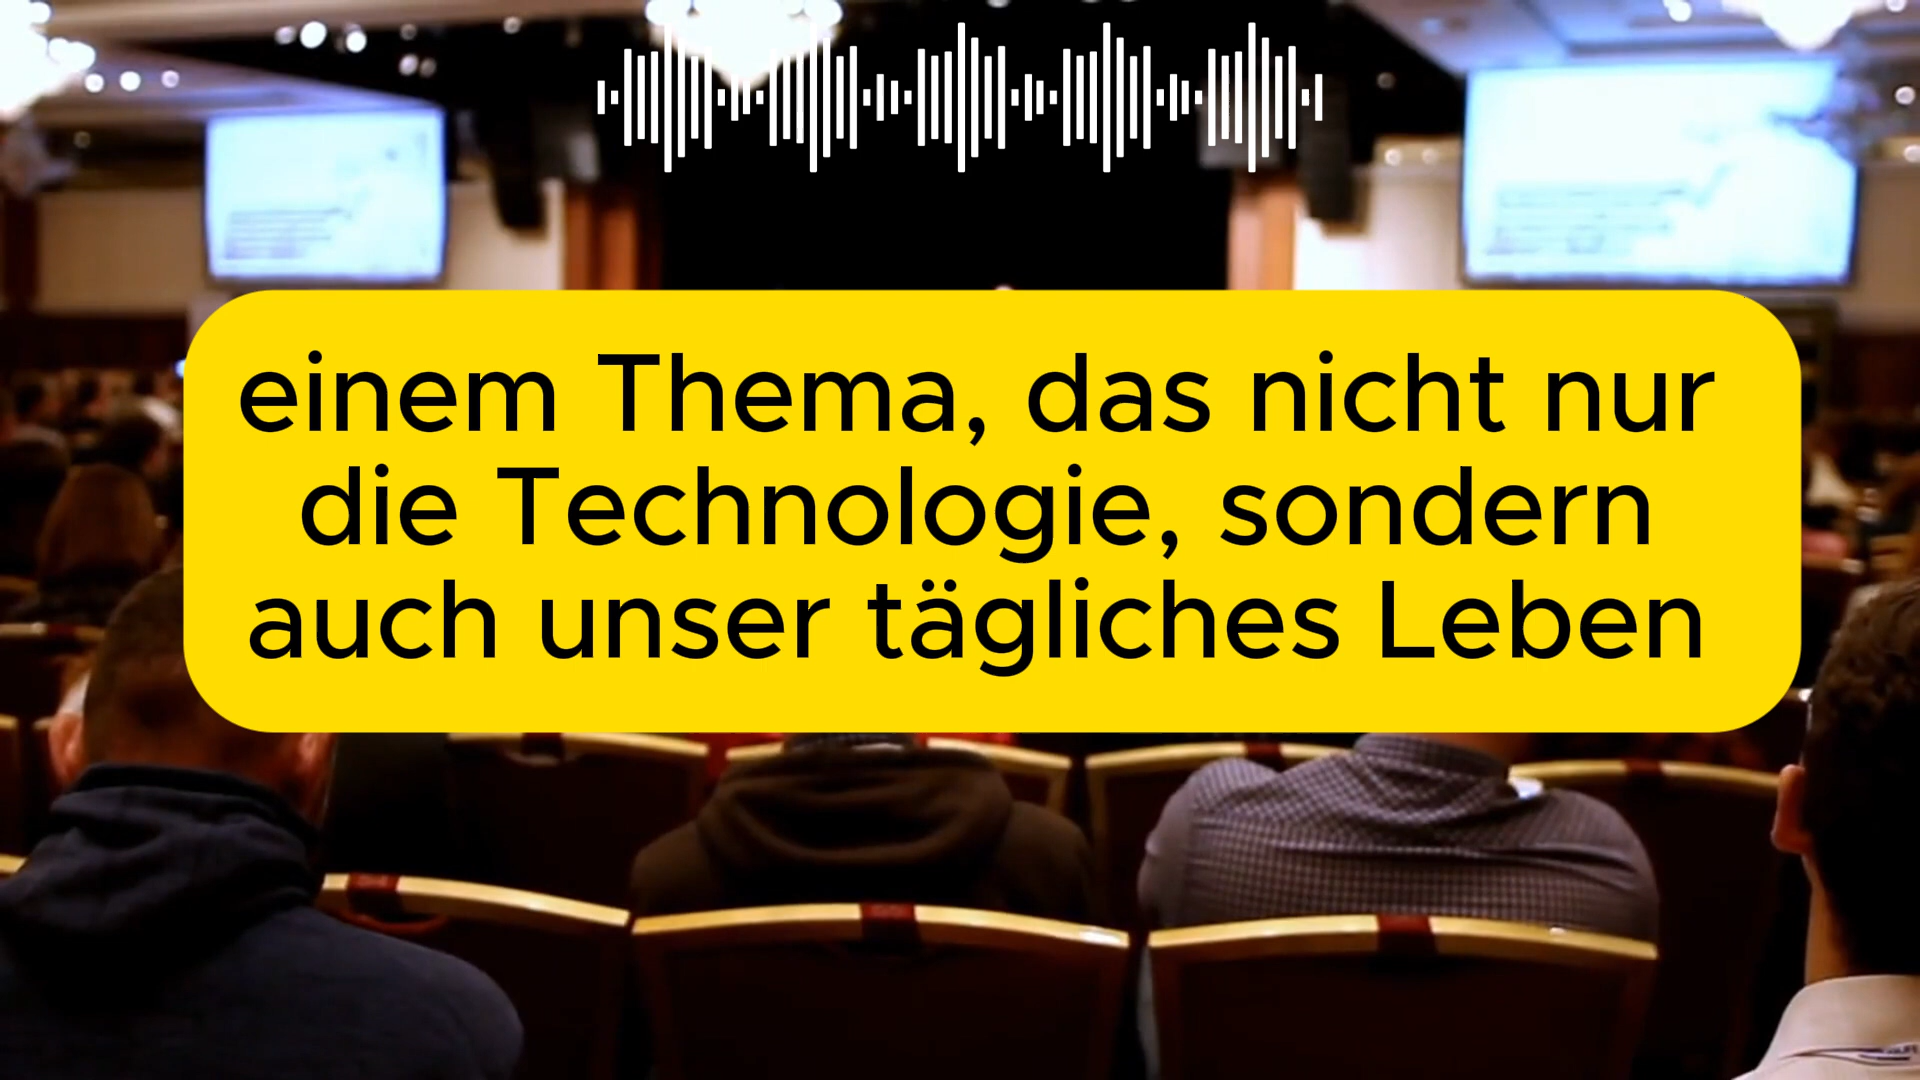 einem Thema, das nicht nur
die Technologie, sondern
auch unser tägliches Leben